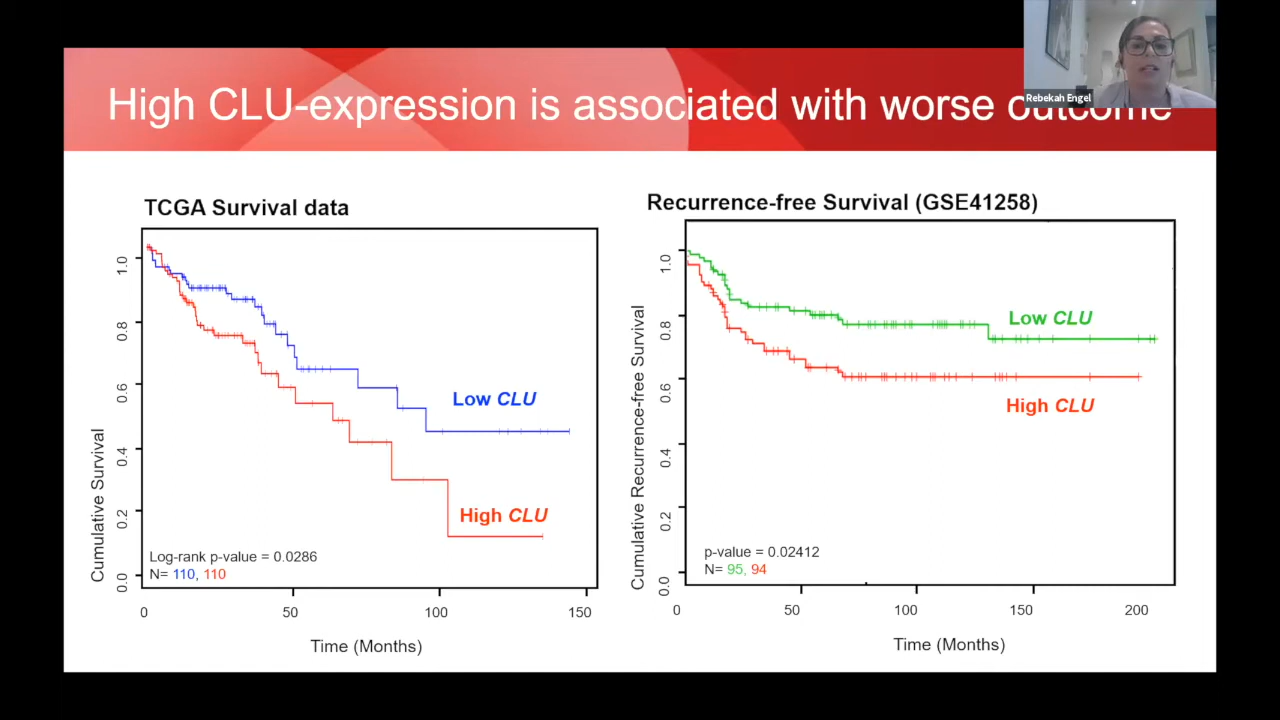 Rebekah Engel
High CLU-expression is associated with worse outcome
TCGA Survival data
Cumulative Survival
1.0
0.8
0.6
0.4
0.2
0.0
Low CLU
High CLU
Log-rank p-value = 0.0286
N= 110, 110
0 50 100 150
Time (Months)
Recurrence-free Survival (GSE41258)
Cumulative Recurrence-free Survival
1.0
0.8
0.6
0.4
0.2
0.0
Low CLU
High CLU
p-value = 0.02412
N= 95, 94
0 50 100 150 200
Time (Months)